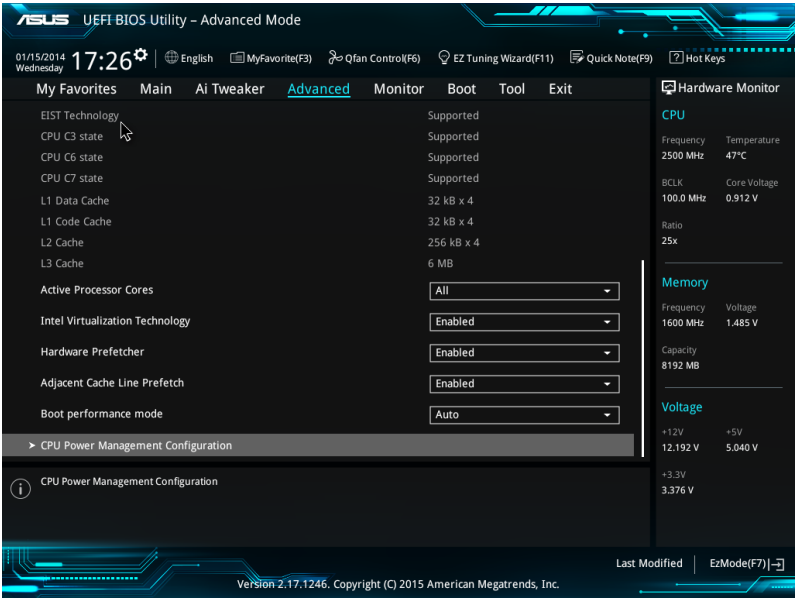 ASUS UEFI BIOS Utility – Advanced Mode
01/15/2014 Wednesday 17:26 English MyFavorite(F3) Qfan Control(F6) EZ Tuning Wizard(F11) Quick Note(F9) ? Hot Keys
My Favorites Main Ai Tweaker Advanced Monitor Boot Tool Exit
EIST Technology Supported
CPU C3 state Supported
CPU C6 state Supported
CPU C7 state Supported
L1 Data Cache 32 kB x 4
L1 Code Cache 32 kB x 4
L2 Cache 256 kB x 4
L3 Cache 6 MB
Active Processor Cores All
Intel Virtualization Technology Enabled
Hardware Prefetcher Enabled
Adjacent Cache Line Prefetch Enabled
Boot performance mode Auto
> CPU Power Management Configuration
i CPU Power Management Configuration
Hardware Monitor
CPU
Frequency Temperature
2500 MHz 47°C
BCLK Core Voltage
100.0 MHz 0.912 V
Ratio
25x
Memory
Frequency Voltage
1600 MHz 1.485 V
Capacity
8192 MB
Voltage
+12V +5V
12.192 V 5.040 V
+3.3V
3.376 V
Last Modified EzMode(F7)
Version 2.17.1246. Copyright (C) 2015 American Megatrends, Inc.